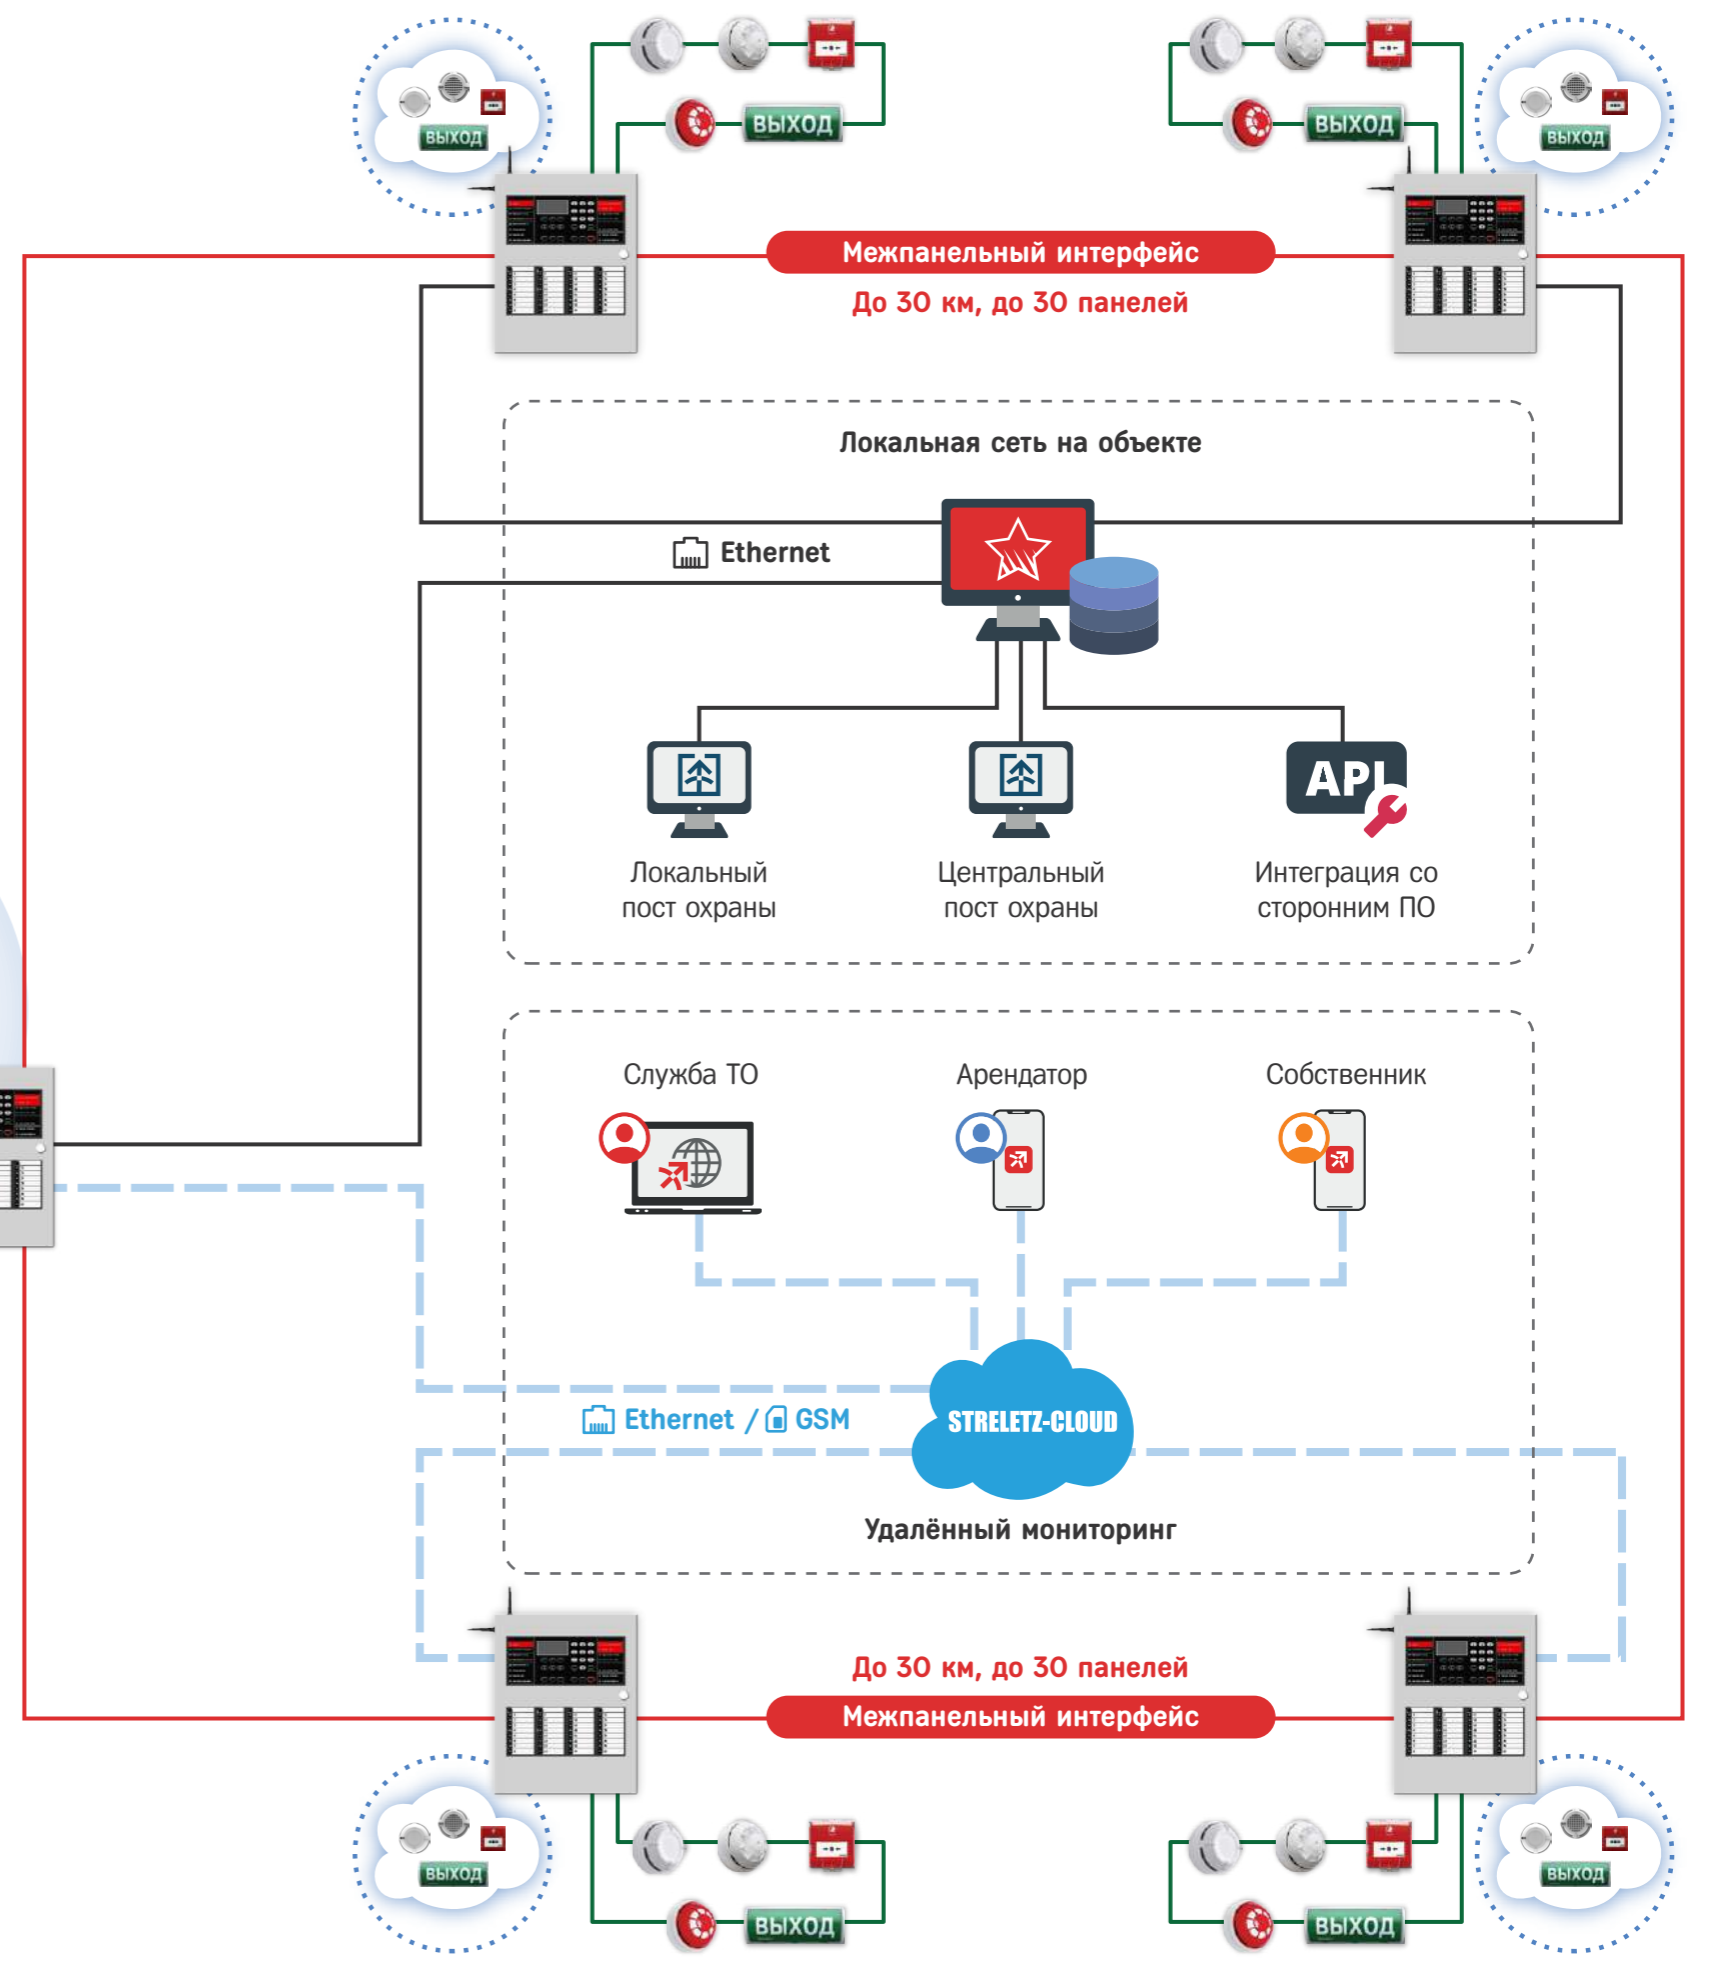 ВЫХОД
ВЫХОД
ВЫХОД
ВЫХОД
Межпанельный интерфейс
До 30 км, до 30 панелей
Локальная сеть на объекте
Ethernet
API
Локальный
пост охраны
Центральный
пост охраны
Интеграция со
сторонним ПО
Служба ТО
Арендатор
Собственник
Ethernet / GSM
STRELETZ-CLOUD
Удалённый мониторинг
До 30 км, до 30 панелей
Межпанельный интерфейс
ВЫХОД
ВЫХОД
ВЫХОД
ВЫХОД